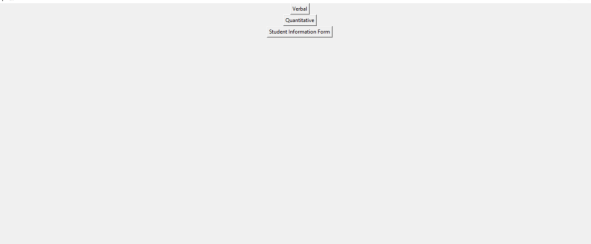 Verbal
Quantitative
Student Information Form